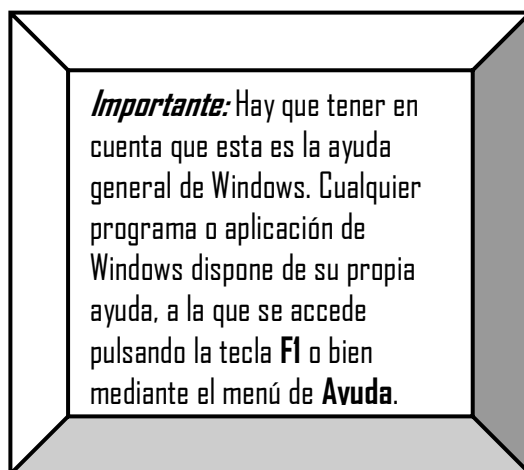 Importante: Hay que tener en
cuenta que esta es la ayuda
general de Windows. Cualquier
programa o aplicación de
Windows dispone de su propia
ayuda, a la que se accede
pulsando la tecla F1 o bien
mediante el menú de Ayuda.